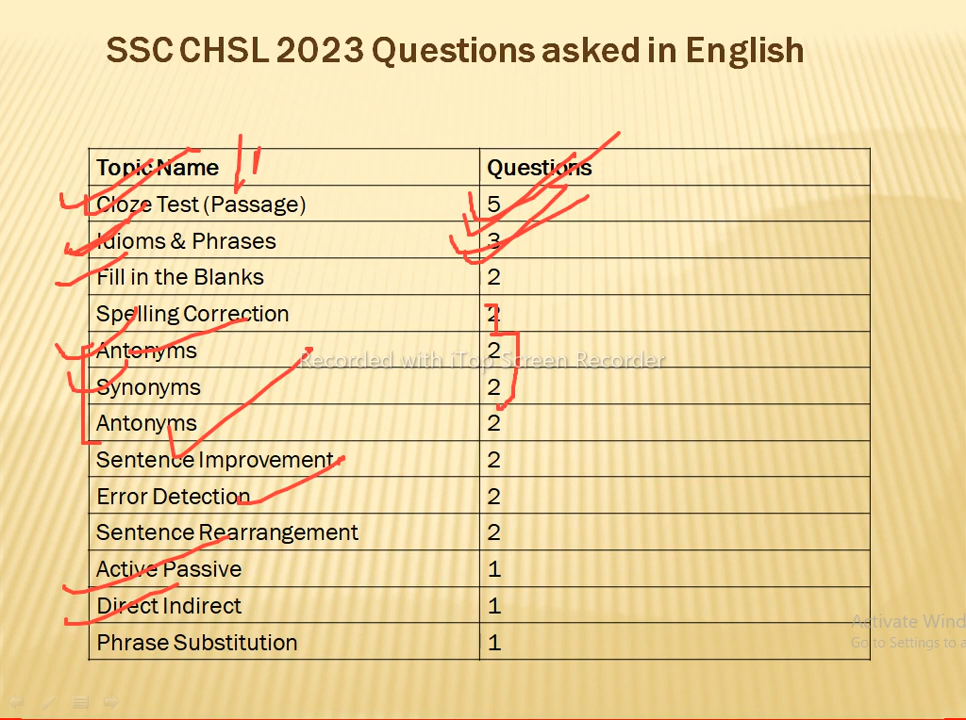 SSC CHSL 2023 Questions asked in English
Topic Name Questions
Cloze Test (Passage) 5
Idioms & Phrases 3
Fill in the Blanks 2
Spelling Correction 2
Antonyms 2
Recorded with iTop Screen Recorder
Synonyms 2
Antonyms 2
Sentence Improvement 2
Error Detection 2
Sentence Rearrangement 2
Active Passive 1
Direct Indirect 1
Activate Wind
Go to Settings to a
Phrase Substitution 1